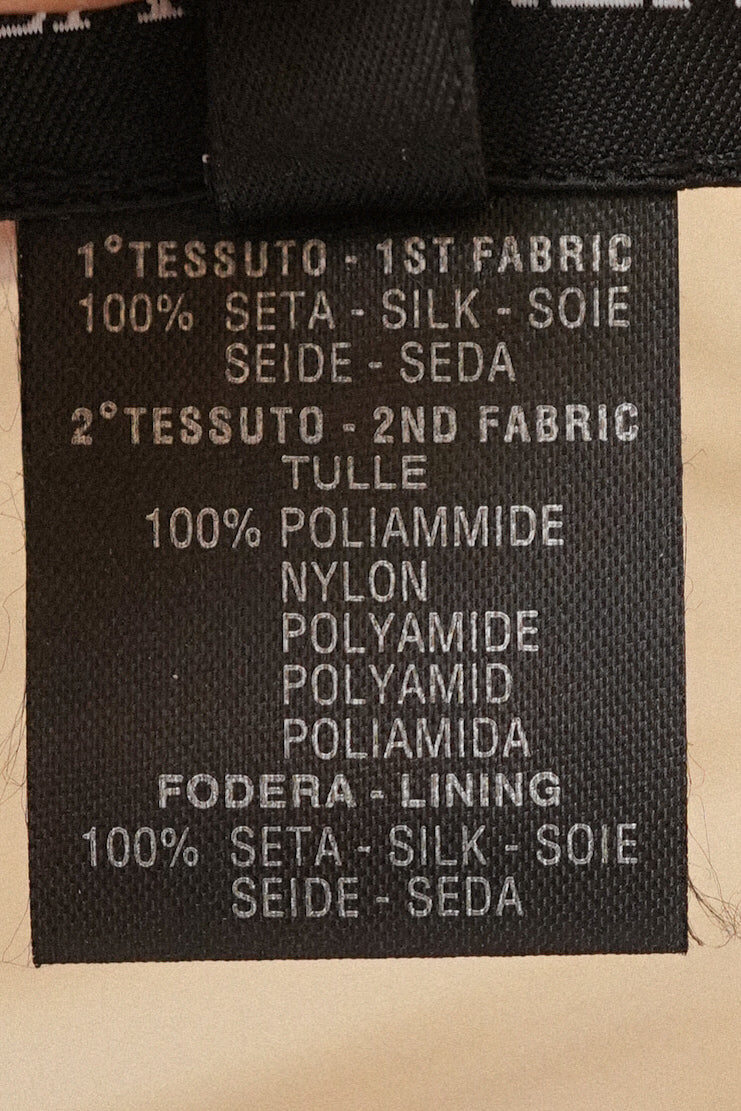 1°TESSUTO - 1ST FABRIC
100% SETA - SILK - SOIE
SEIDE - SEDA
2°TESSUTO - 2ND FABRIC
TULLE
100% POLIAMMIDE
NYLON
POLYAMIDE
POLYAMID
POLIAMIDA
FODERA - LINING
100% SETA - SILK - SOIE
SEIDE - SEDA